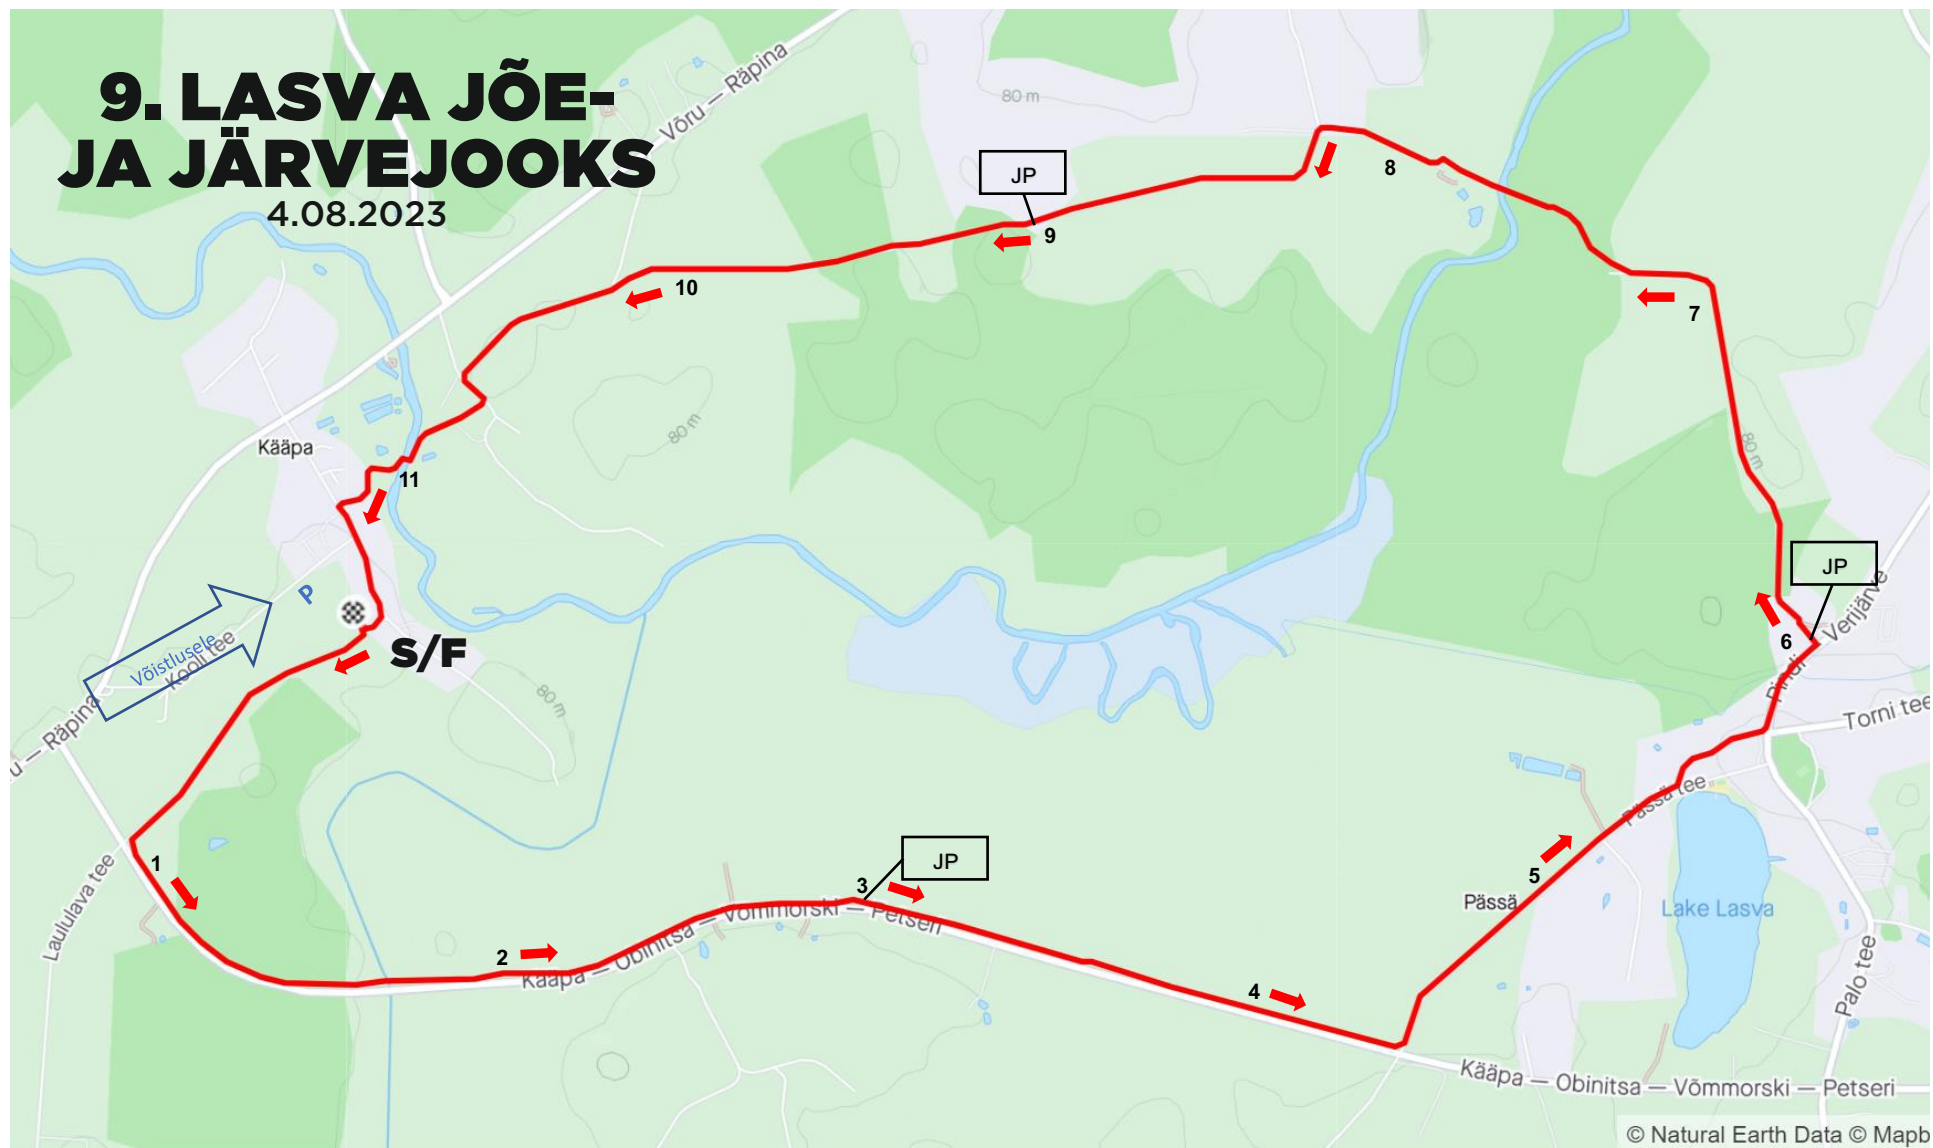 9. LASVA JÕE-
JA JÄRVEJOOKS
4.08.2023
Võru — Räpina
80 m
JP
8
9
7
10
Kääpa
80 m
80 m
11
JP
P
Verijärve
Pindi
6
S/F
Võistlusele
Kooli tee
80 m
Räpina
Torni tee
Pässä tee
1
Laululava tee
JP
3
5
Pässä
Lake Lasva
2
Kääpa — Obinitsa — Võmmorski — Petseri
4
Palo tee
Kääpa — Obinitsa — Võmmorski — Petseri
© Natural Earth Data © Mapb